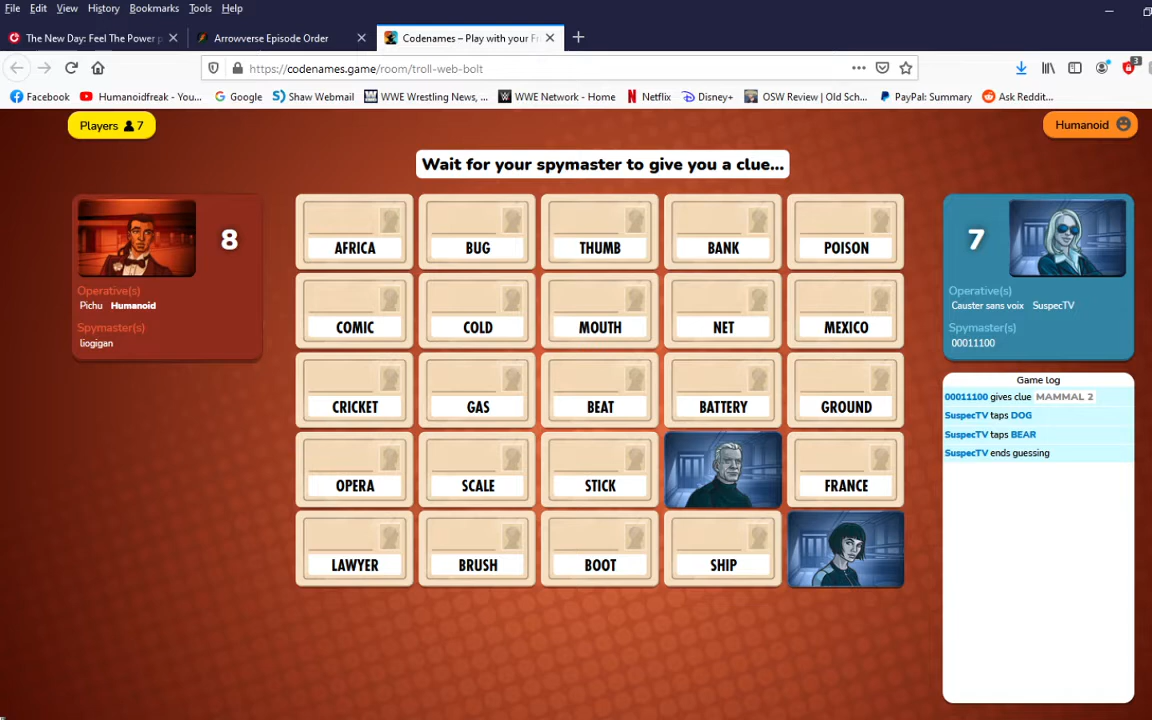 File Edit View History Bookmarks Tools Help
The New Day: Feel The Power p
Arrowverse Episode Order
Codenames – Play with your Fr
https://codenames.game/room/troll-web-bolt
3
Facebook
Humanoidfreak - You...
Google
Shaw Webmail
WWE Wrestling News, ...
WWE Network - Home
Netflix
Disney+
OSW Review | Old Sch...
PayPal: Summary
Ask Reddit...
Players 7
Humanoid
Wait for your spymaster to give you a clue...
8
Operative(s)
Pichu Humanoid
Spymaster(s)
liogigan
AFRICA BUG THUMB BANK POISON
COMIC COLD MOUTH NET MEXICO
CRICKET GAS BEAT BATTERY GROUND
OPERA SCALE STICK FRANCE
LAWYER BRUSH BOOT SHIP
7
Operative(s)
Causter sans voix SuspecTV
Spymaster(s)
00011100
Game log
00011100 gives clue MAMMAL 2
SuspecTV taps DOG
SuspecTV taps BEAR
SuspecTV ends guessing